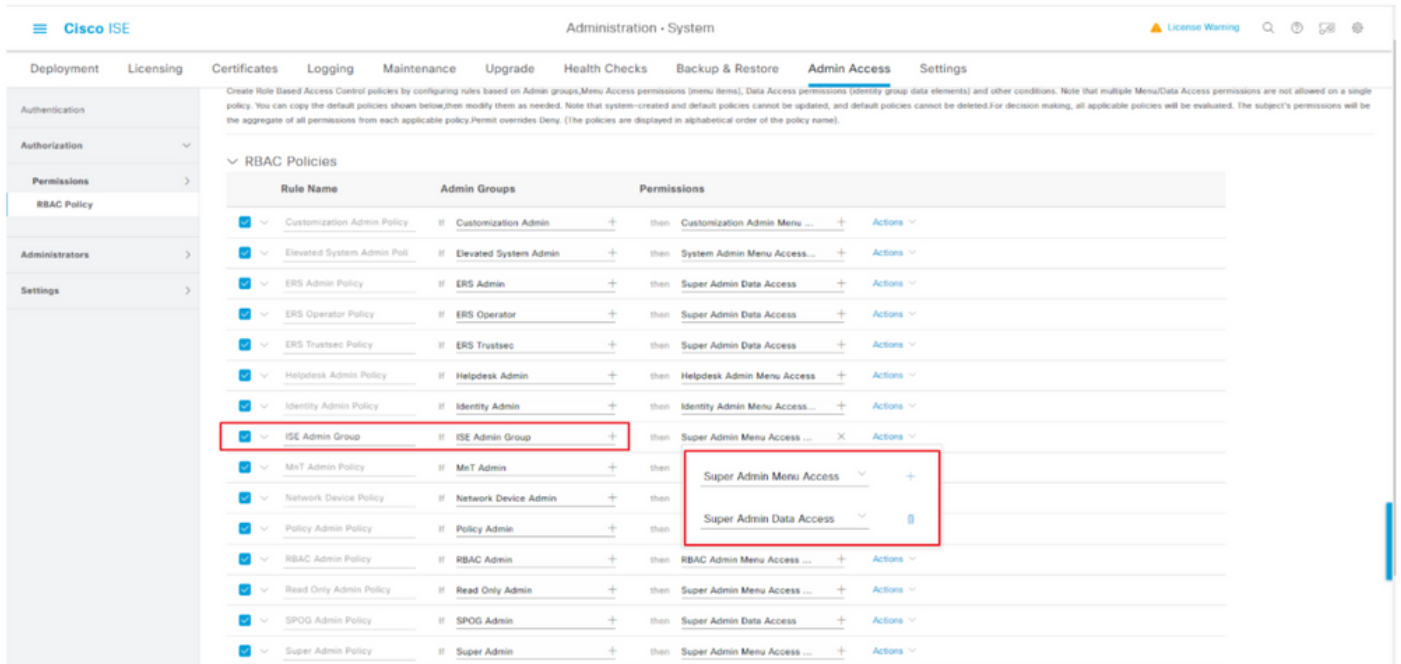 Cisco ISE
Administration · System
License Warning
Deployment Licensing Certificates Logging Maintenance Upgrade Health Checks Backup & Restore Admin Access Settings
Authentication
Authorization
Permissions
RBAC Policy
Administrators
Settings
Create Role Based Access Control policies by configuring rules based on Admin groups,Menu Access permissions (menu items), Data Access permissions (identity group data elements) and other conditions. Note that multiple Menu/Data Access permissions are not allowed on a single
policy. You can copy the default policies shown below,then modify them as needed. Note that system-created and default policies cannot be updated, and default policies cannot be deleted.For decision making, all applicable policies will be evaluated. The subject's permissions will be
the aggregate of all permissions from each applicable policy.Permit overrides Deny. (The policies are displayed in alphabetical order of the policy name).
RBAC Policies
Rule Name Admin Groups Permissions
Customization Admin Policy If Customization Admin + then Customization Admin Menu ... + Actions
Elevated System Admin Poli If Elevated System Admin + then System Admin Menu Access... + Actions
ERS Admin Policy If ERS Admin + then Super Admin Data Access + Actions
ERS Operator Policy If ERS Operator + then Super Admin Data Access + Actions
ERS Trustsec Policy If ERS Trustsec + then Super Admin Data Access + Actions
Helpdesk Admin Policy If Helpdesk Admin + then Helpdesk Admin Menu Access + Actions
Identity Admin Policy If Identity Admin + then Identity Admin Menu Access... + Actions
ISE Admin Group If ISE Admin Group + then Super Admin Menu Access ... × Actions
MnT Admin Policy If MnT Admin + then
Super Admin Menu Access +
Network Device Policy If Network Device Admin + then
Super Admin Data Access
Policy Admin Policy If Policy Admin + then
RBAC Admin Policy If RBAC Admin + then RBAC Admin Menu Access ... + Actions
Read Only Admin Policy If Read Only Admin + then Super Admin Menu Access ... + Actions
SPOG Admin Policy If SPOG Admin + then Super Admin Data Access + Actions
Super Admin Policy If Super Admin + then Super Admin Menu Access ... + Actions